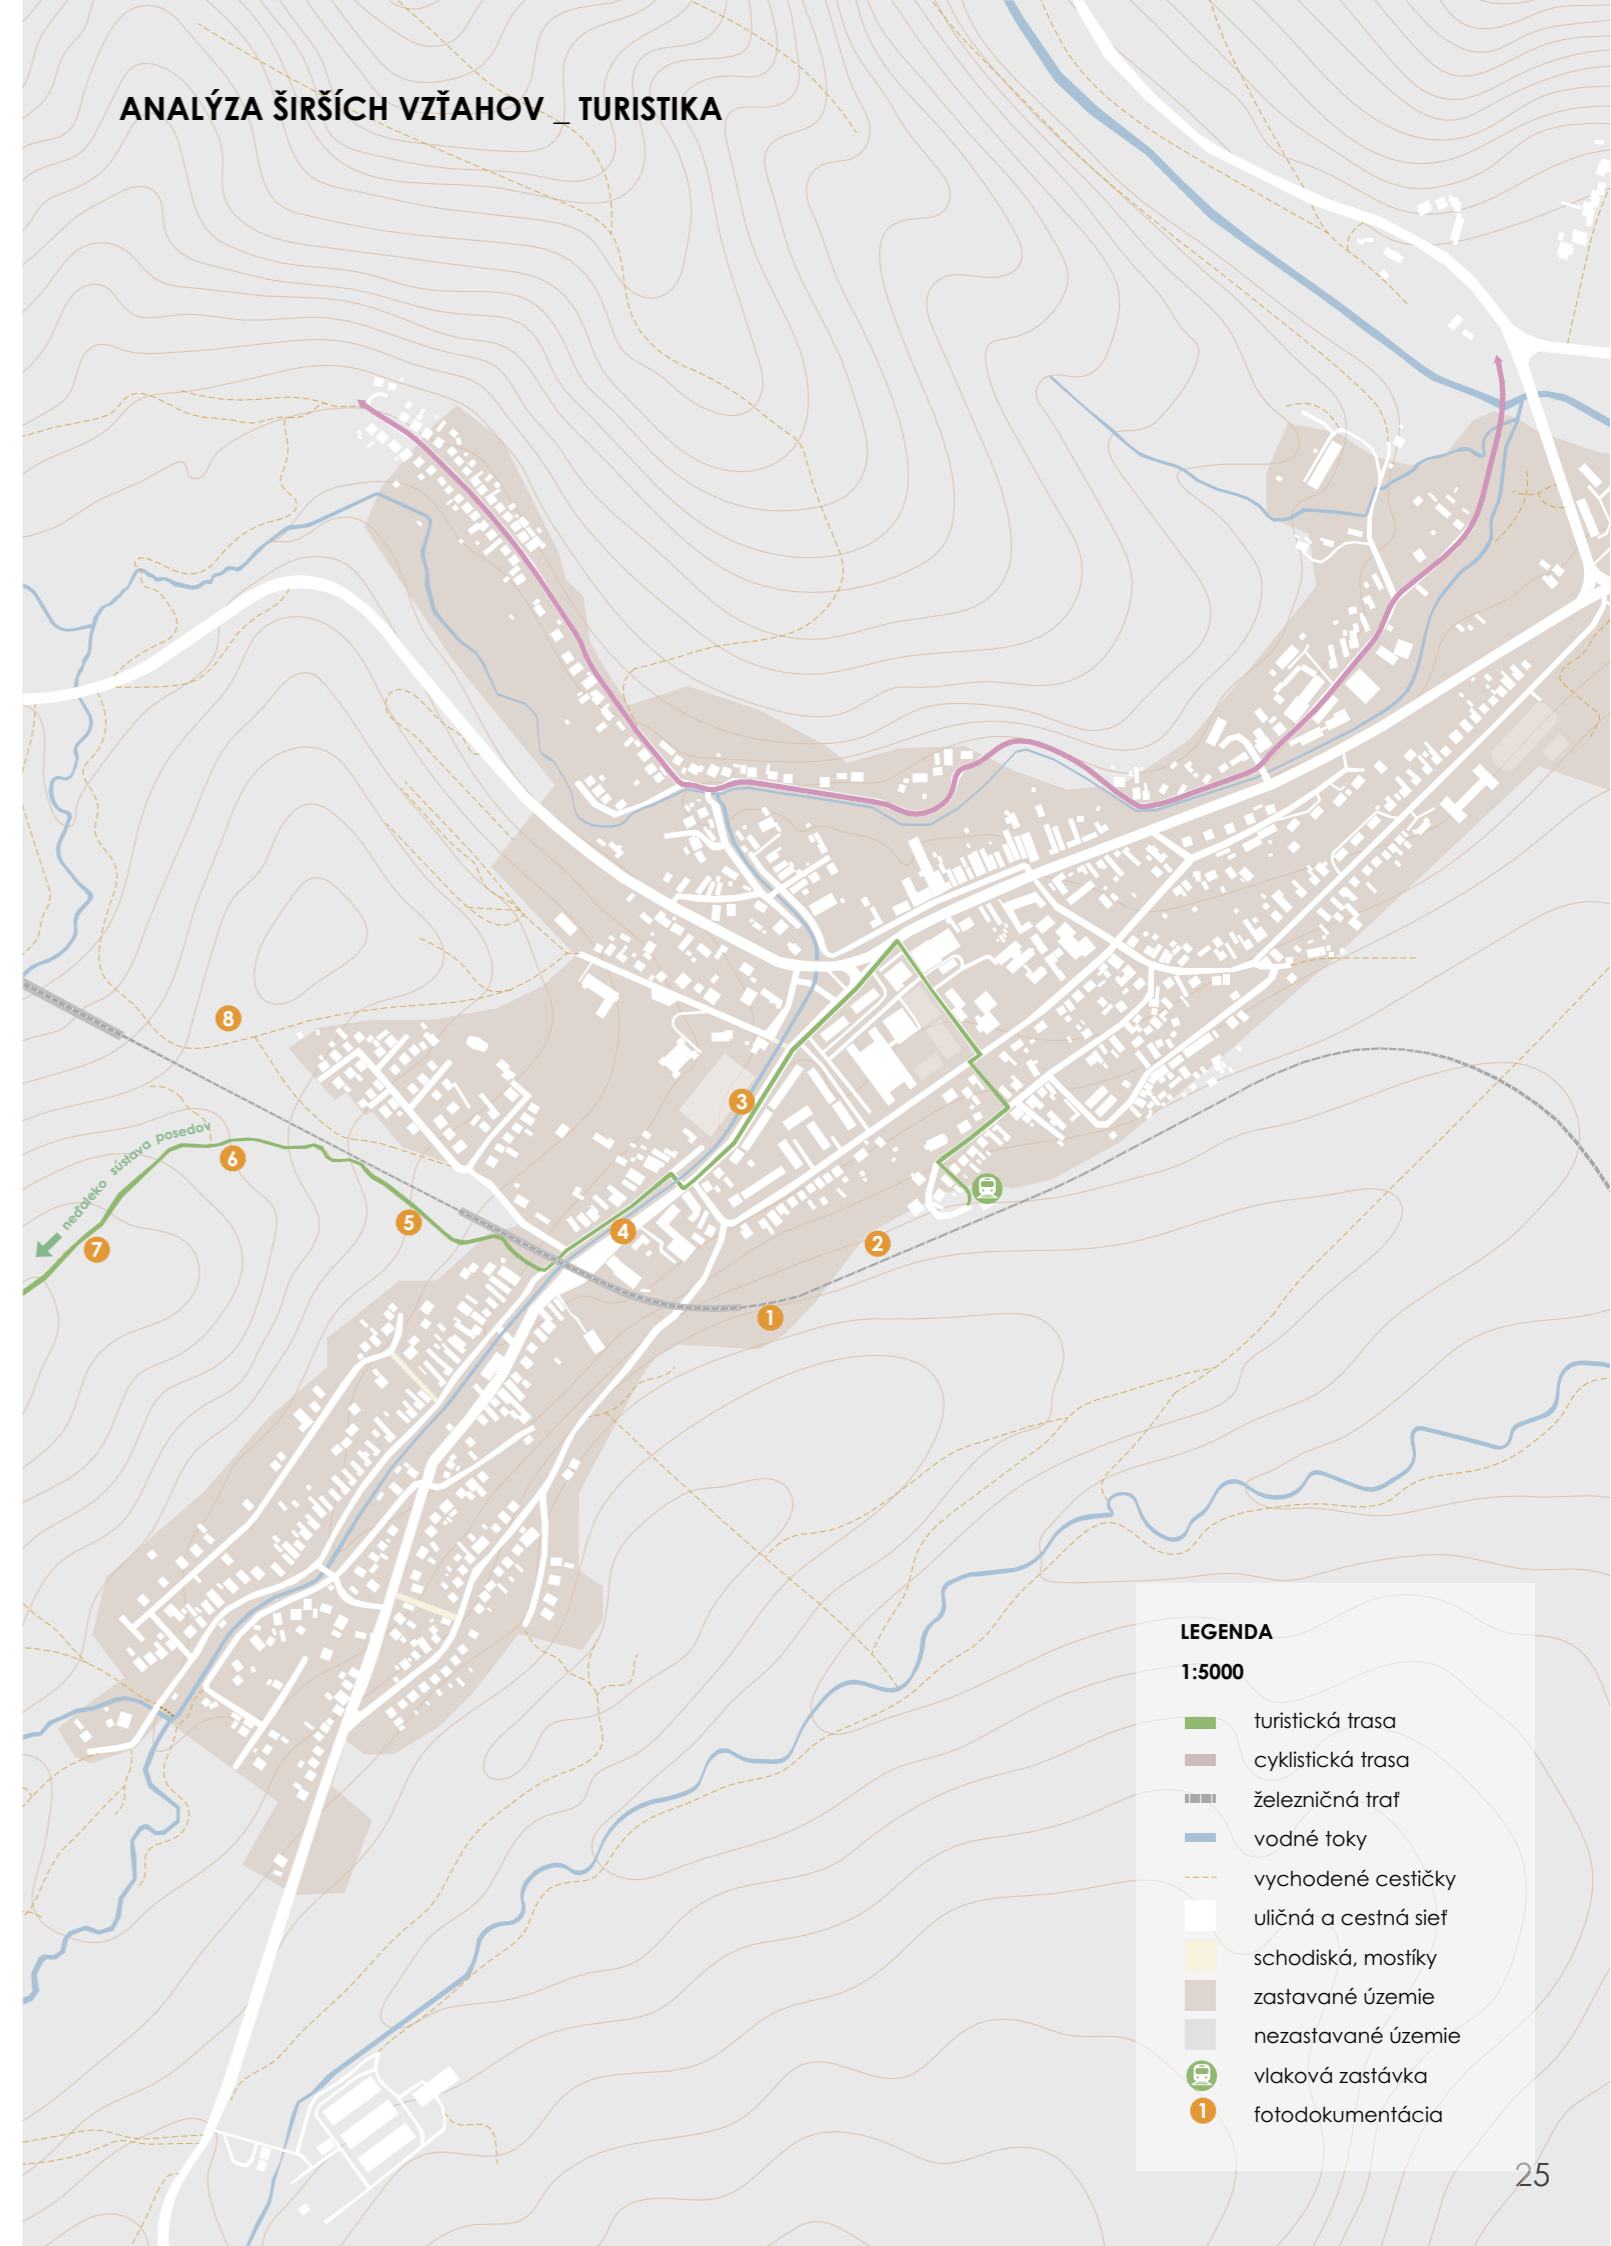 ANALÝZA ŠIRŠÍCH VZŤAHOV _ TURISTIKA
8
3
neďaleko sústava posedov
6
5
4
7
2
1
LEGENDA
1:5000
turistická trasa
cyklistická trasa
železničná trať
vodné toky
vychodené cestičky
uličná a cestná sieť
schodiská, mostíky
zastavané územie
nezastavané územie
vlaková zastávka
1 fotodokumentácia
25